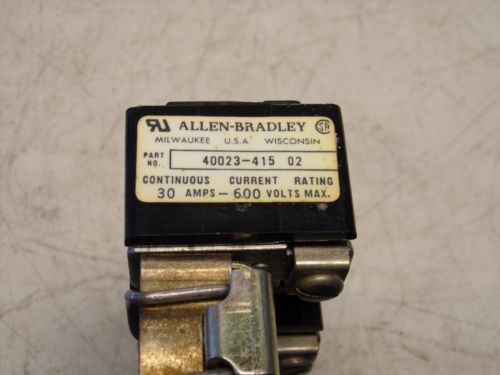 ALLEN-BRADLEY
MILWAUKEE U.S.A. WISCONSIN
PART NO. 40023-415 02
CONTINUOUS CURRENT RATING
30 AMPS - 600 VOLTS MAX.